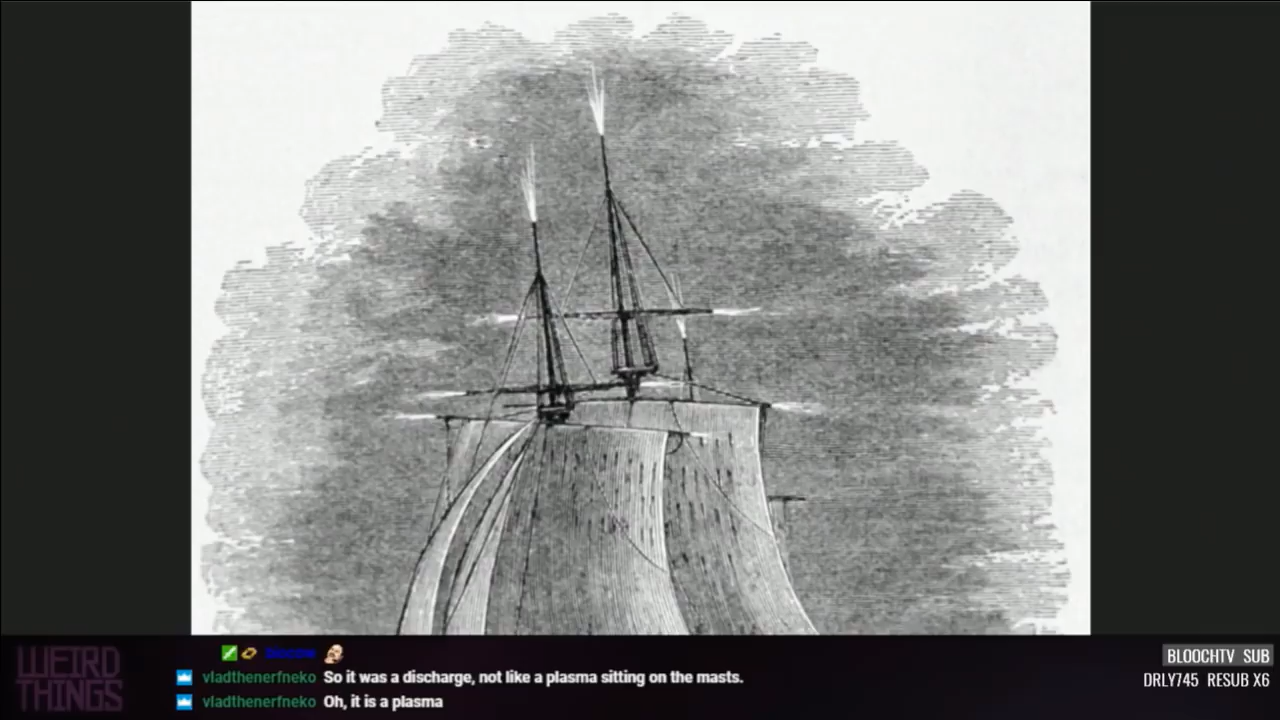 WEIRD
THINGS
vladthenerfneko So it was a discharge, not like a plasma sitting on the masts.
vladthenerfneko Oh, it is a plasma
BLOOCHTV SUB
DRLY745 RESUB X6